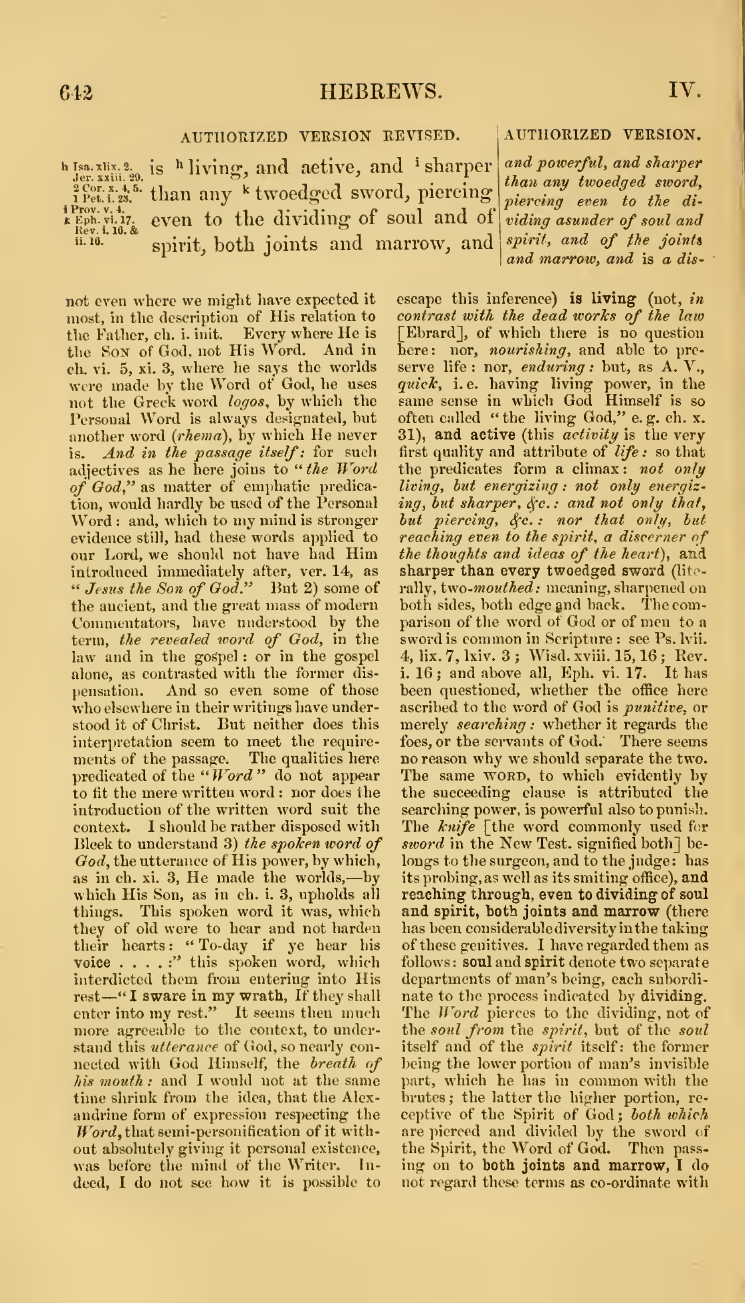 642
HEBREWS.
IV.
AUTHORIZED VERSION REVISED.
h Isa. xlix. 2.
Jer. xxiii. 29.
2 Cor. x. 4, 5.
1 Pet. i. 23.
i Prov. v. 4.
k Eph. vi. 17.
Rev. i. 16. &
ii. 16.
is h living, and active, and i sharper
than any k twoedged sword, piercing
even to the dividing of soul and of
spirit, both joints and marrow, and
AUTHORIZED VERSION.
and powerful, and sharper
than any twoedged sword,
piercing even to the di-
viding asunder of soul and
spirit, and of the joints
and marrow, and is a dis-
not even where we might have expected it
most, in the description of His relation to
the Father, ch. i. init. Every where He is
the SON of God, not His Word. And in
ch. vi. 5, xi. 3, where he says the worlds
were made by the Word of God, he uses
not the Greek word logos, by which the
Personal Word is always designated, but
another word (rhema), by which He never
is. And in the passage itself: for such
adjectives as he here joins to “the Word
of God,” as matter of emphatic predica-
tion, would hardly be used of the Personal
Word: and, which to my mind is stronger
evidence still, had these words applied to
our Lord, we should not have had Him
introduced immediately after, ver. 14, as
“Jesus the Son of God.” But 2) some of
the ancient, and the great mass of modern
Commentators, have understood by the
term, the revealed word of God, in the
law and in the gospel: or in the gospel
alone, as contrasted with the former dis-
pensation. And so even some of those
who elsewhere in their writings have under-
stood it of Christ. But neither does this
interpretation seem to meet the require-
ments of the passage. The qualities here
predicated of the “Word” do not appear
to fit the mere written word: nor does the
introduction of the written word suit the
context. I should be rather disposed with
Bleek to understand 3) the spoken word of
God, the utterance of His power, by which,
as in ch. xi. 3, He made the worlds,—by
which His Son, as in ch. i. 3, upholds all
things. This spoken word it was, which
they of old were to hear and not harden
their hearts: “To-day if ye hear his
voice . . . . :” this spoken word, which
interdicted them from entering into His
rest—“I sware in my wrath, If they shall
enter into my rest.” It seems then much
more agreeable to the context, to under-
stand this utterance of God, so nearly con-
nected with God Himself, the breath of
his mouth: and I would not at the same
time shrink from the idea, that the Alex-
andrine form of expression respecting the
Word, that semi-personification of it with-
out absolutely giving it personal existence,
was before the mind of the Writer. In-
deed, I do not see how it is possible to
escape this inference) is living (not, in
contrast with the dead works of the law
[Ebrard], of which there is no question
here: nor, nourishing, and able to pre-
serve life: nor, enduring: but, as A. V.,
quick, i. e. having living power, in the
same sense in which God Himself is so
often called “the living God,” e. g. ch. x.
31), and active (this activity is the very
first quality and attribute of life: so that
the predicates form a climax: not only
living, but energizing: not only energiz-
ing, but sharper, &c.: and not only that,
but piercing, &c.: nor that only, but
reaching even to the spirit, a discerner of
the thoughts and ideas of the heart), and
sharper than every twoedged sword (lite-
rally, two-mouthed: meaning, sharpened on
both sides, both edge and back. The com-
parison of the word of God or of men to a
sword is common in Scripture: see Ps. lvii.
4, lix. 7, lxiv. 3; Wisd. xviii. 15, 16; Rev.
i. 16; and above all, Eph. vi. 17. It has
been questioned, whether the office here
ascribed to the word of God is punitive, or
merely searching: whether it regards the
foes, or the servants of God. There seems
no reason why we should separate the two.
The same WORD, to which evidently by
the succeeding clause is attributed the
searching power, is powerful also to punish.
The knife [the word commonly used for
sword in the New Test. signified both] be-
longs to the surgeon, and to the judge: has
its probing, as well as its smiting office), and
reaching through, even to dividing of soul
and spirit, both joints and marrow (there
has been considerable diversity in the taking
of these genitives. I have regarded them as
follows: soul and spirit denote two separate
departments of man’s being, each subordi-
nate to the process indicated by dividing.
The Word pierces to the dividing, not of
the soul from the spirit, but of the soul
itself and of the spirit itself: the former
being the lower portion of man’s invisible
part, which he has in common with the
brutes; the latter the higher portion, re-
ceptive of the Spirit of God; both which
are pierced and divided by the sword of
the Spirit, the Word of God. Then pass-
ing on to both joints and marrow, I do
not regard these terms as co-ordinate with